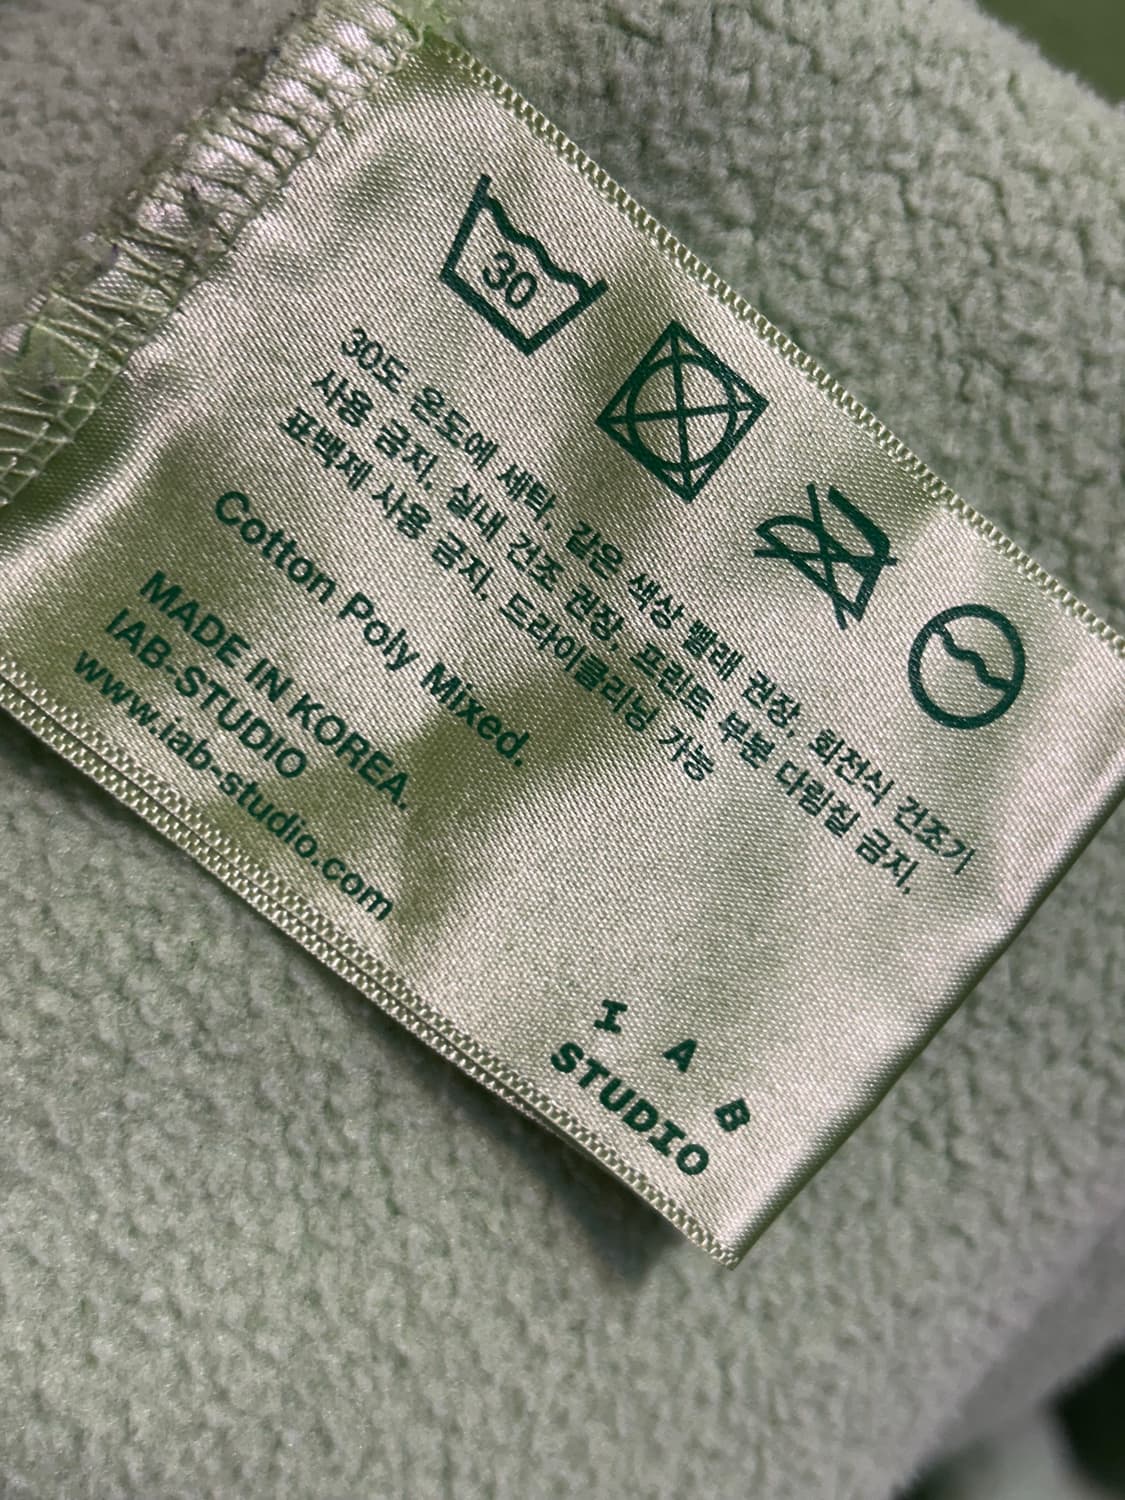 30
30도 온도에 세탁, 같은 색상 빨래 권장, 회전식 건조기
사용 금지, 실내 건조 권장, 프린트 부분 다림질 금지,
표백제 사용 금지, 드라이클리닝 가능
Cotton Poly Mixed.
MADE IN KOREA.
IAB-STUDIO
www.iab-studio.com
I A B
STUDIO